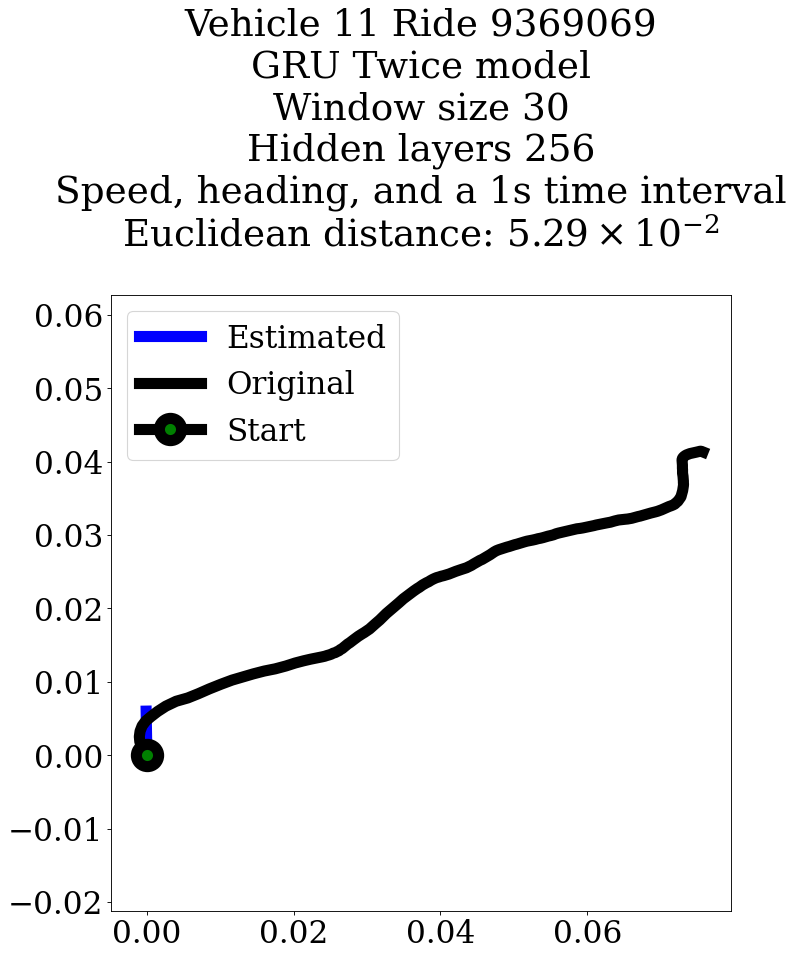 Vehicle 11 Ride 9369069
GRU Twice model
Window size 30
Hidden layers 256
Speed, heading, and a 1s time interval
Euclidean distance: 5.29 × 10⁻²
Estimated
Original
Start
0.06
0.05
0.04
0.03
0.02
0.01
0.00
−0.01
−0.02
0.00 0.02 0.04 0.06